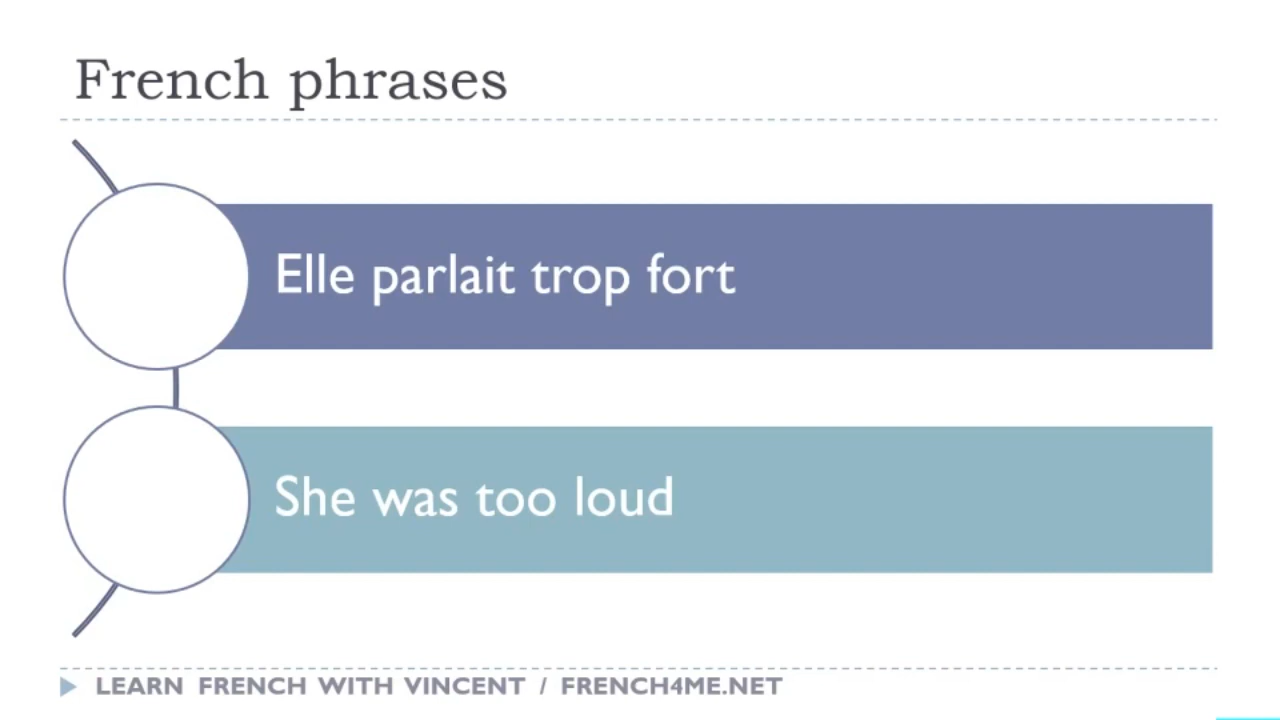 French phrases
Elle parlait trop fort
She was too loud
LEARN FRENCH WITH VINCENT / FRENCH4ME.NET